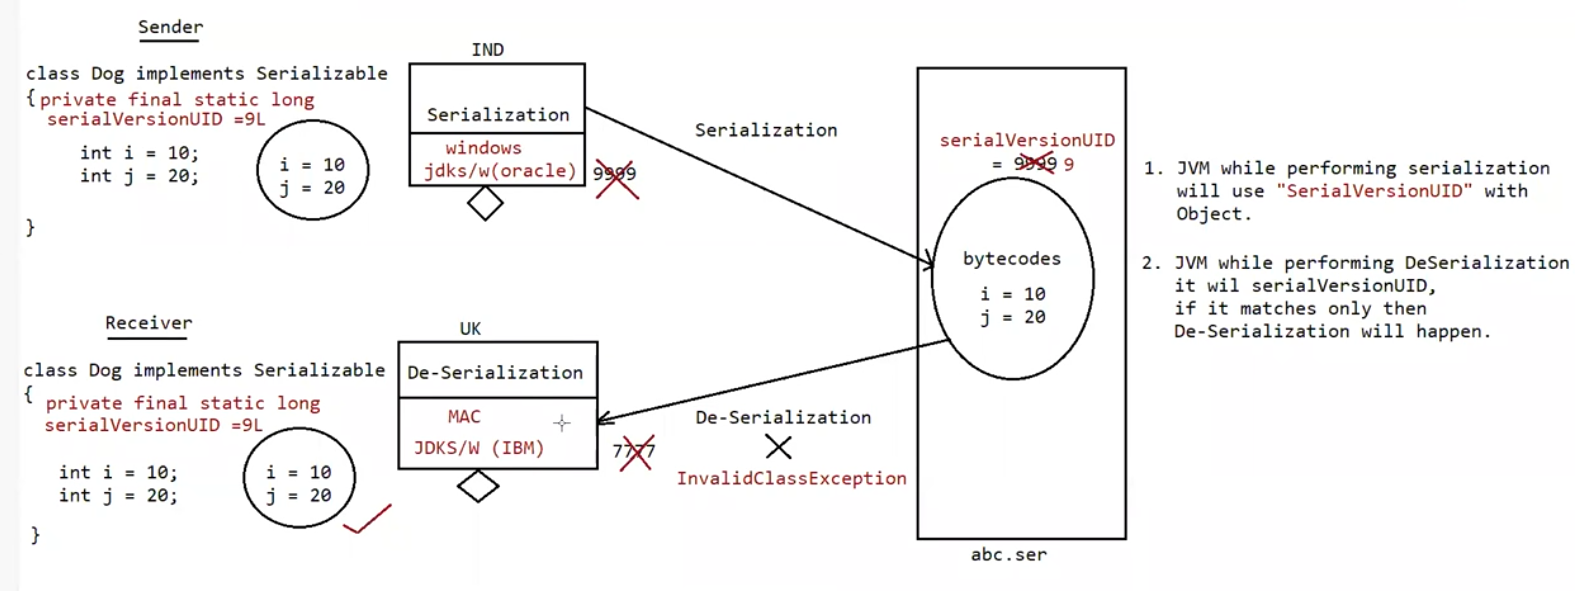 Sender
class Dog implements Serializable
{private final static long
serialVersionUID =9L
int i = 10;
int j = 20;
}
i = 10
j = 20
IND
Serialization
windows
jdks/w(oracle)
9999
Serialization
serialVersionUID
= 9999 9
bytecodes
i = 10
j = 20
abc.ser
1. JVM while performing serialization
will use "SerialVersionUID" with
Object.
2. JVM while performing DeSerialization
it wil serialVersionUID,
if it matches only then
De-Serialization will happen.
Receiver
class Dog implements Serializable
{
private final static long
serialVersionUID =9L
int i = 10;
int j = 20;
}
i = 10
j = 20
UK
De-Serialization
MAC
JDKS/W (IBM)
7777
De-Serialization
InvalidClassException